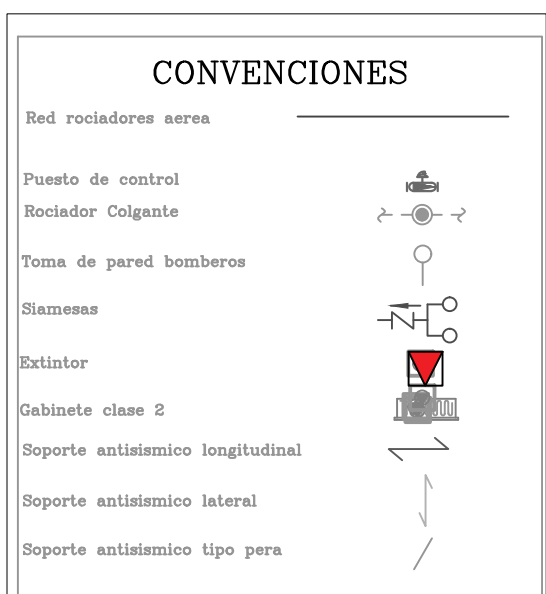 CONVENCIONES
Red rociadores aerea
Puesto de control
Rociador Colgante
Toma de pared bomberos
Siamesas
Extintor
Gabinete clase 2
Soporte antisismico longitudinal
Soporte antisismico lateral
Soporte antisismico tipo pera